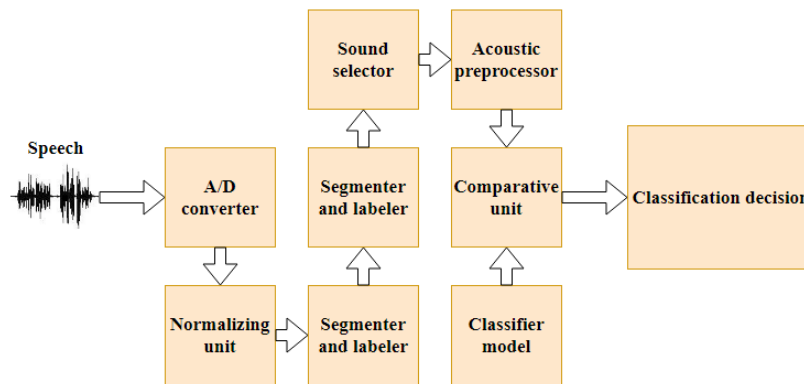 Speech
A/D
converter
Normalizing
unit
Segmenter
and labeler
Segmenter
and labeler
Sound
selector
Acoustic
preprocessor
Comparative
unit
Classifier
model
Classification decision